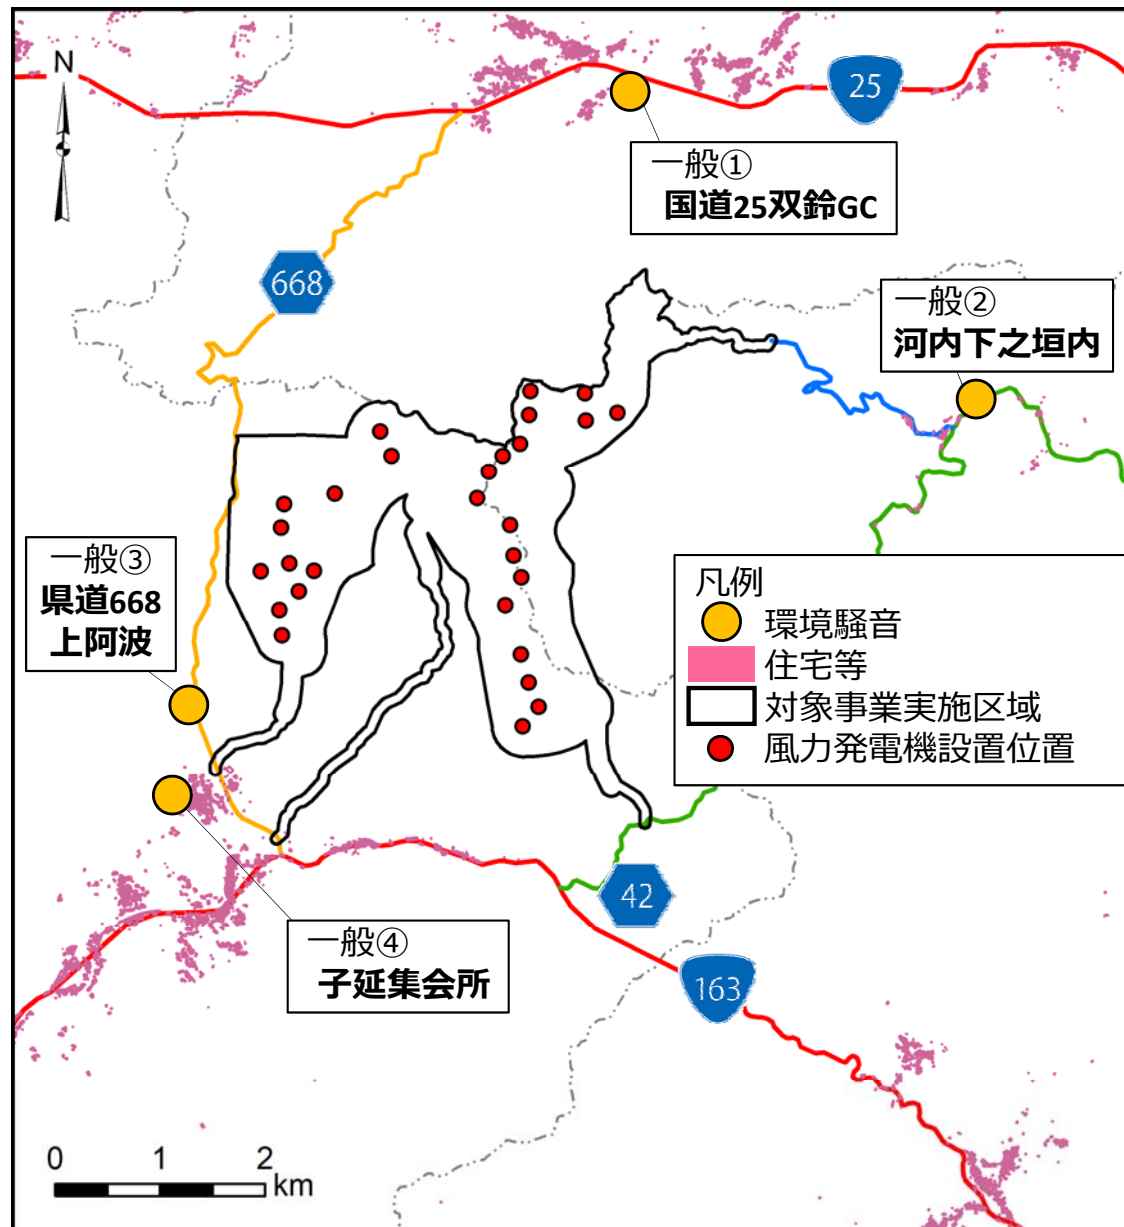 N
25
一般①
国道25双鈴GC
668
一般②
河内下之垣内
一般③
県道668
上阿波
凡例
環境騒音
住宅等
対象事業実施区域
風力発電機設置位置
42
一般④
子延集会所
163
0 1 2
km